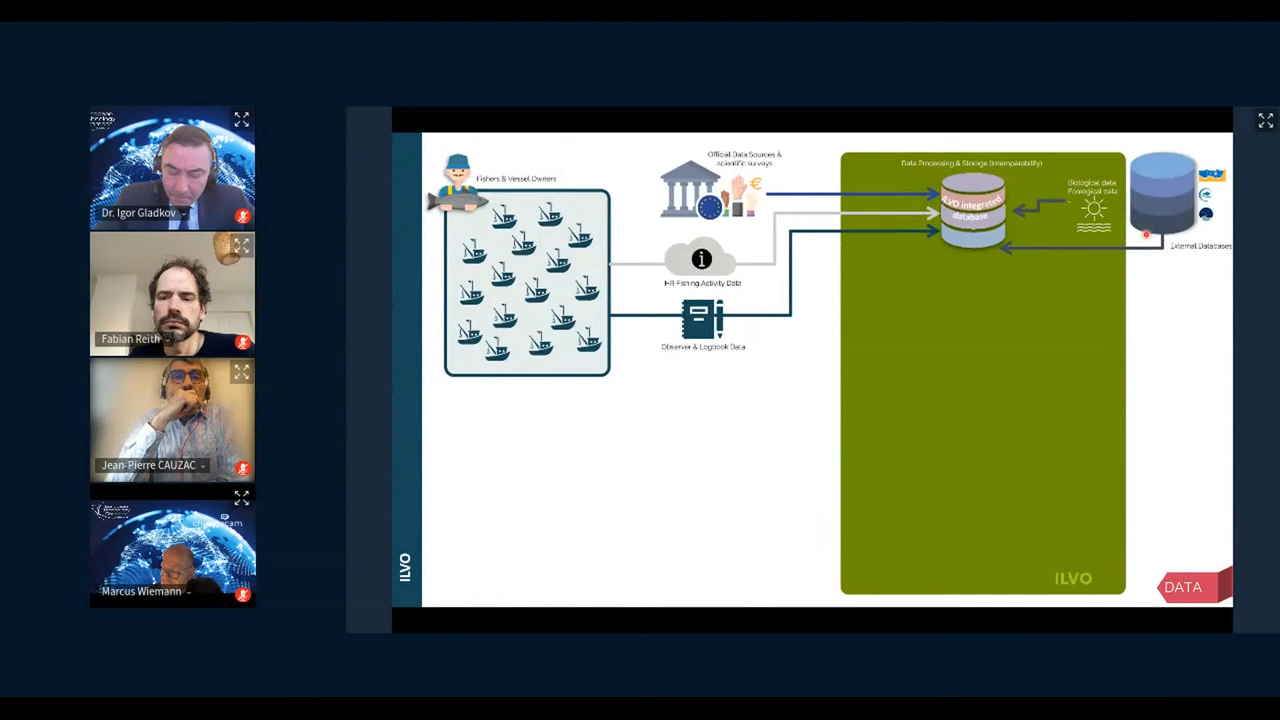 Dr. Igor Gladkov
Fabian Reith
Jean-Pierre CAUZAC
Marcus Wiemann
Fishers & Vessel Owners
Official Data Sources &
scientific surveys
HR Fishing Activity Data
Observer & Logbook Data
Data Processing & Storage (Interoperability)
ILVO integrated
database
Biological data
External Databases
ILVO
ILVO
DATA